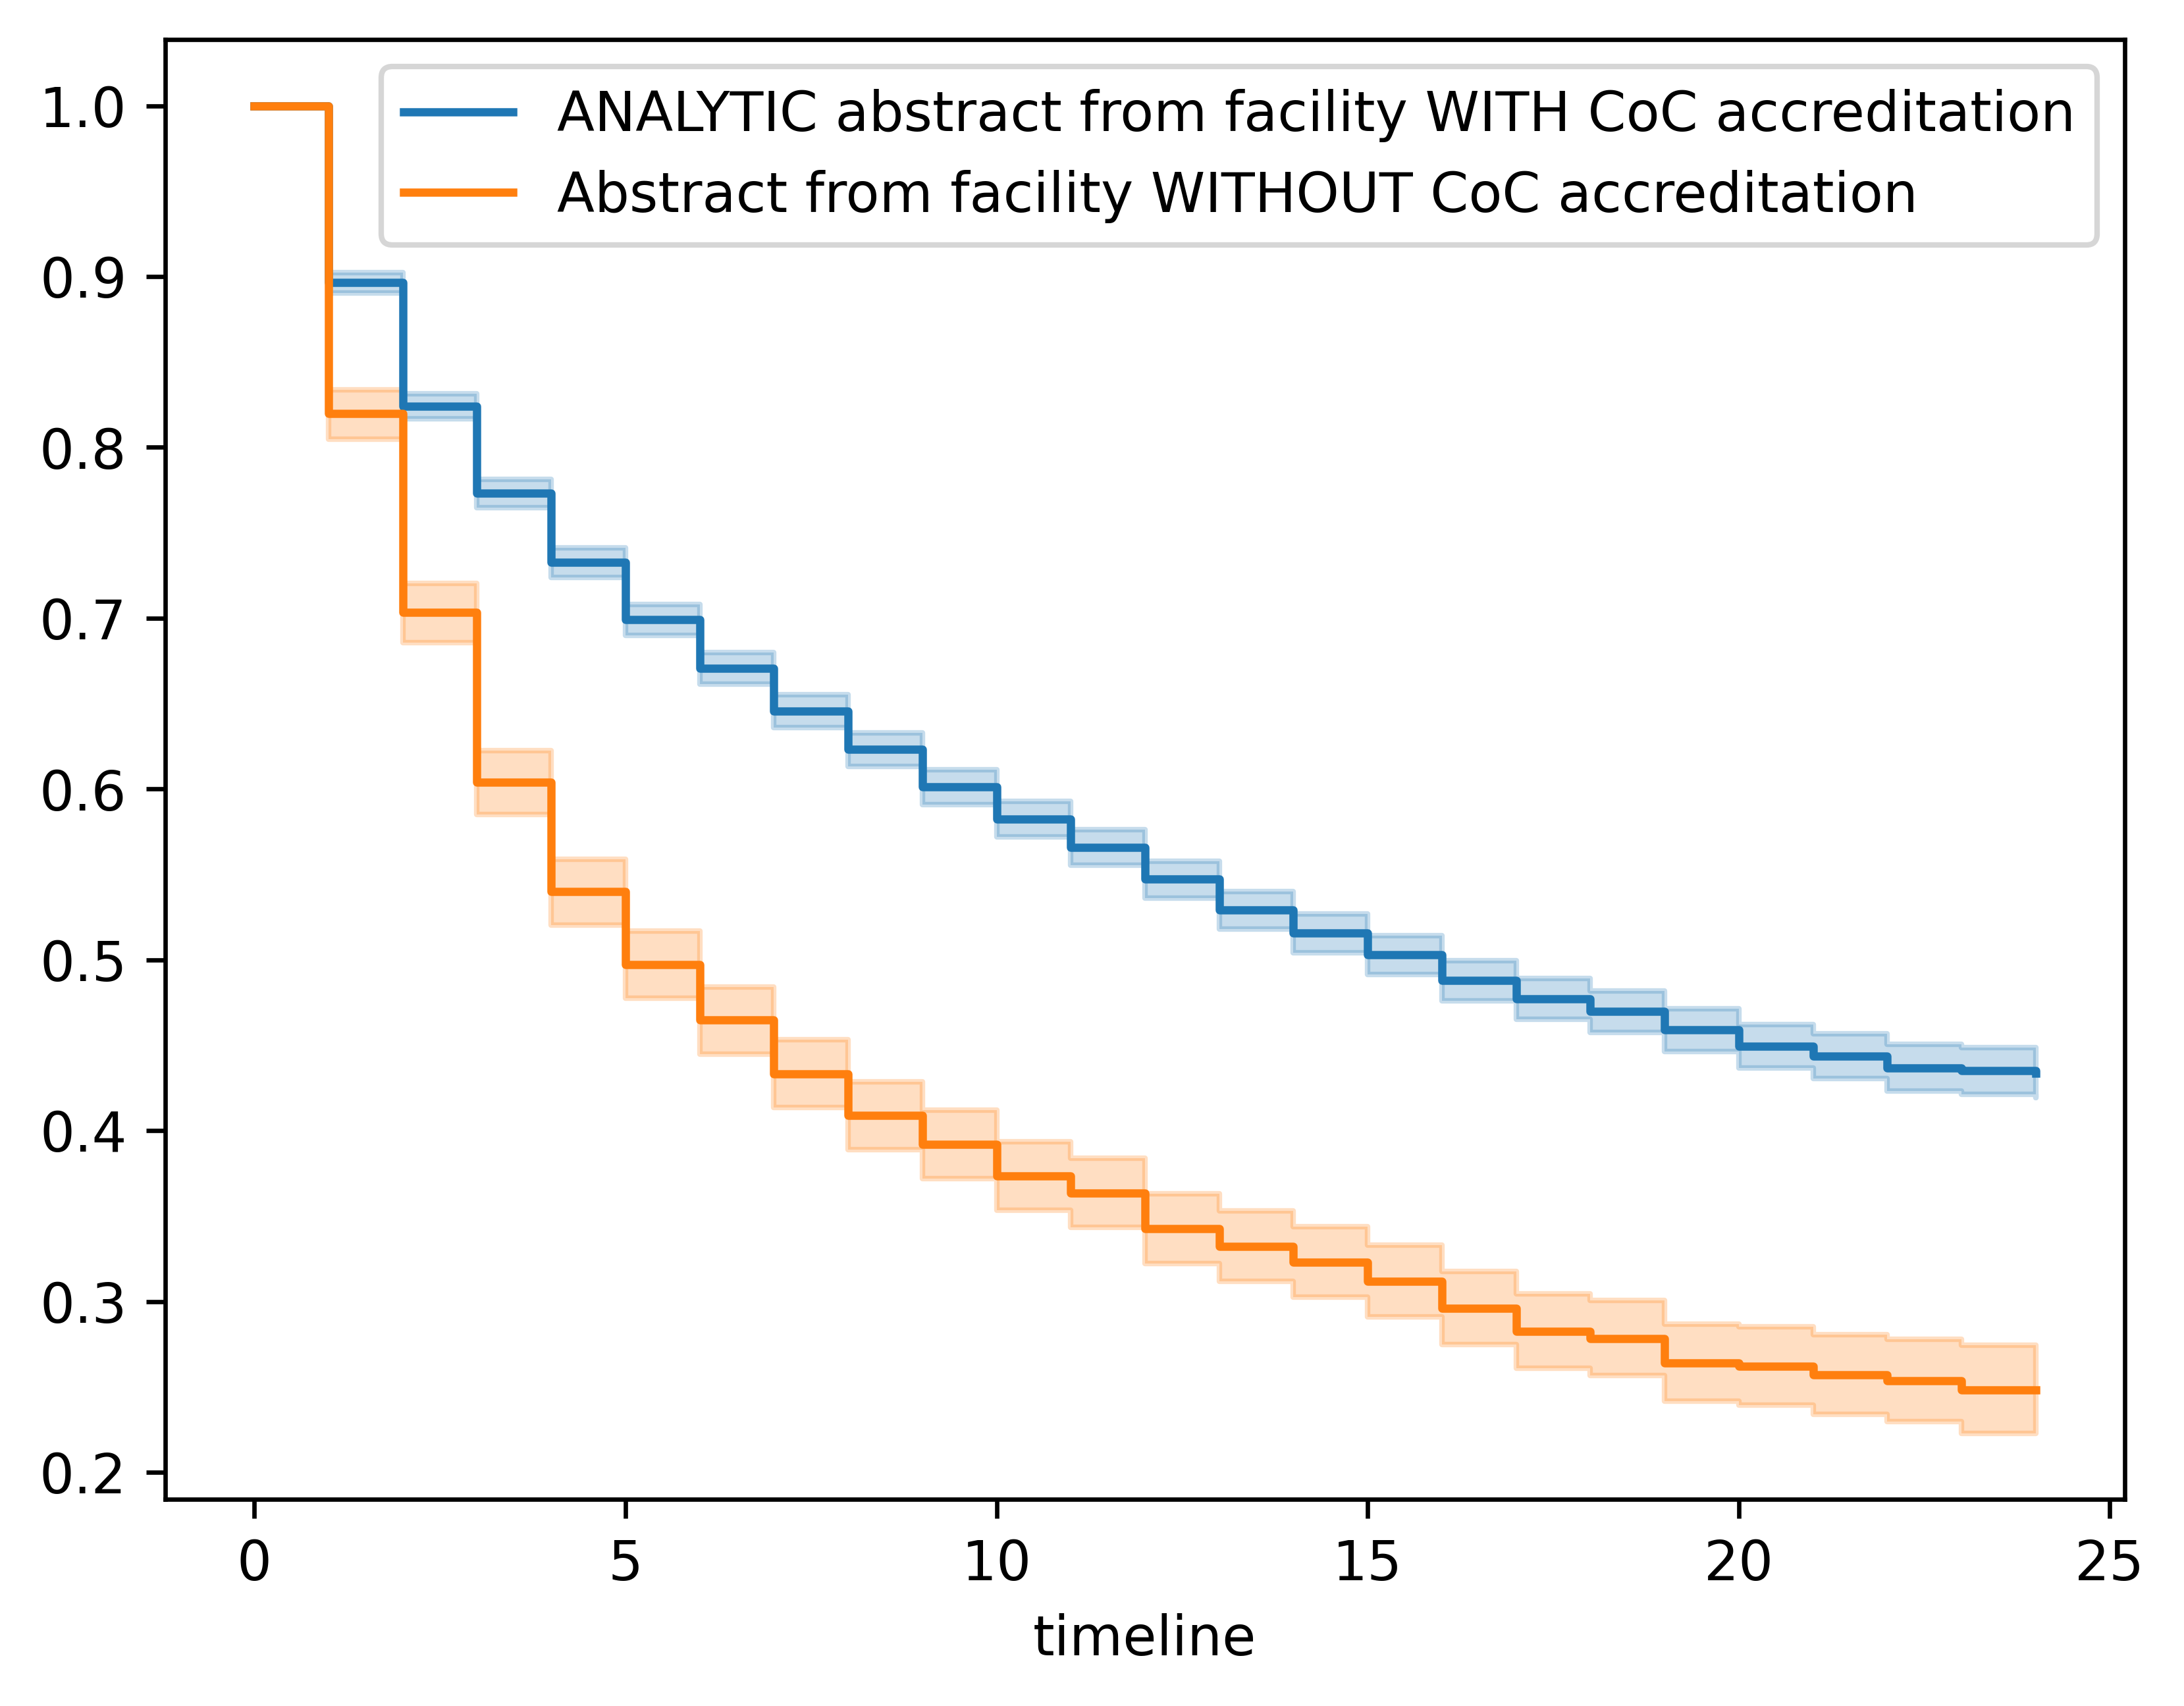 ANALYTIC abstract from facility WITH CoC accreditation
Abstract from facility WITHOUT CoC accreditation
1.0
0.9
0.8
0.7
0.6
0.5
0.4
0.3
0.2
0 5 10 15 20 25
timeline